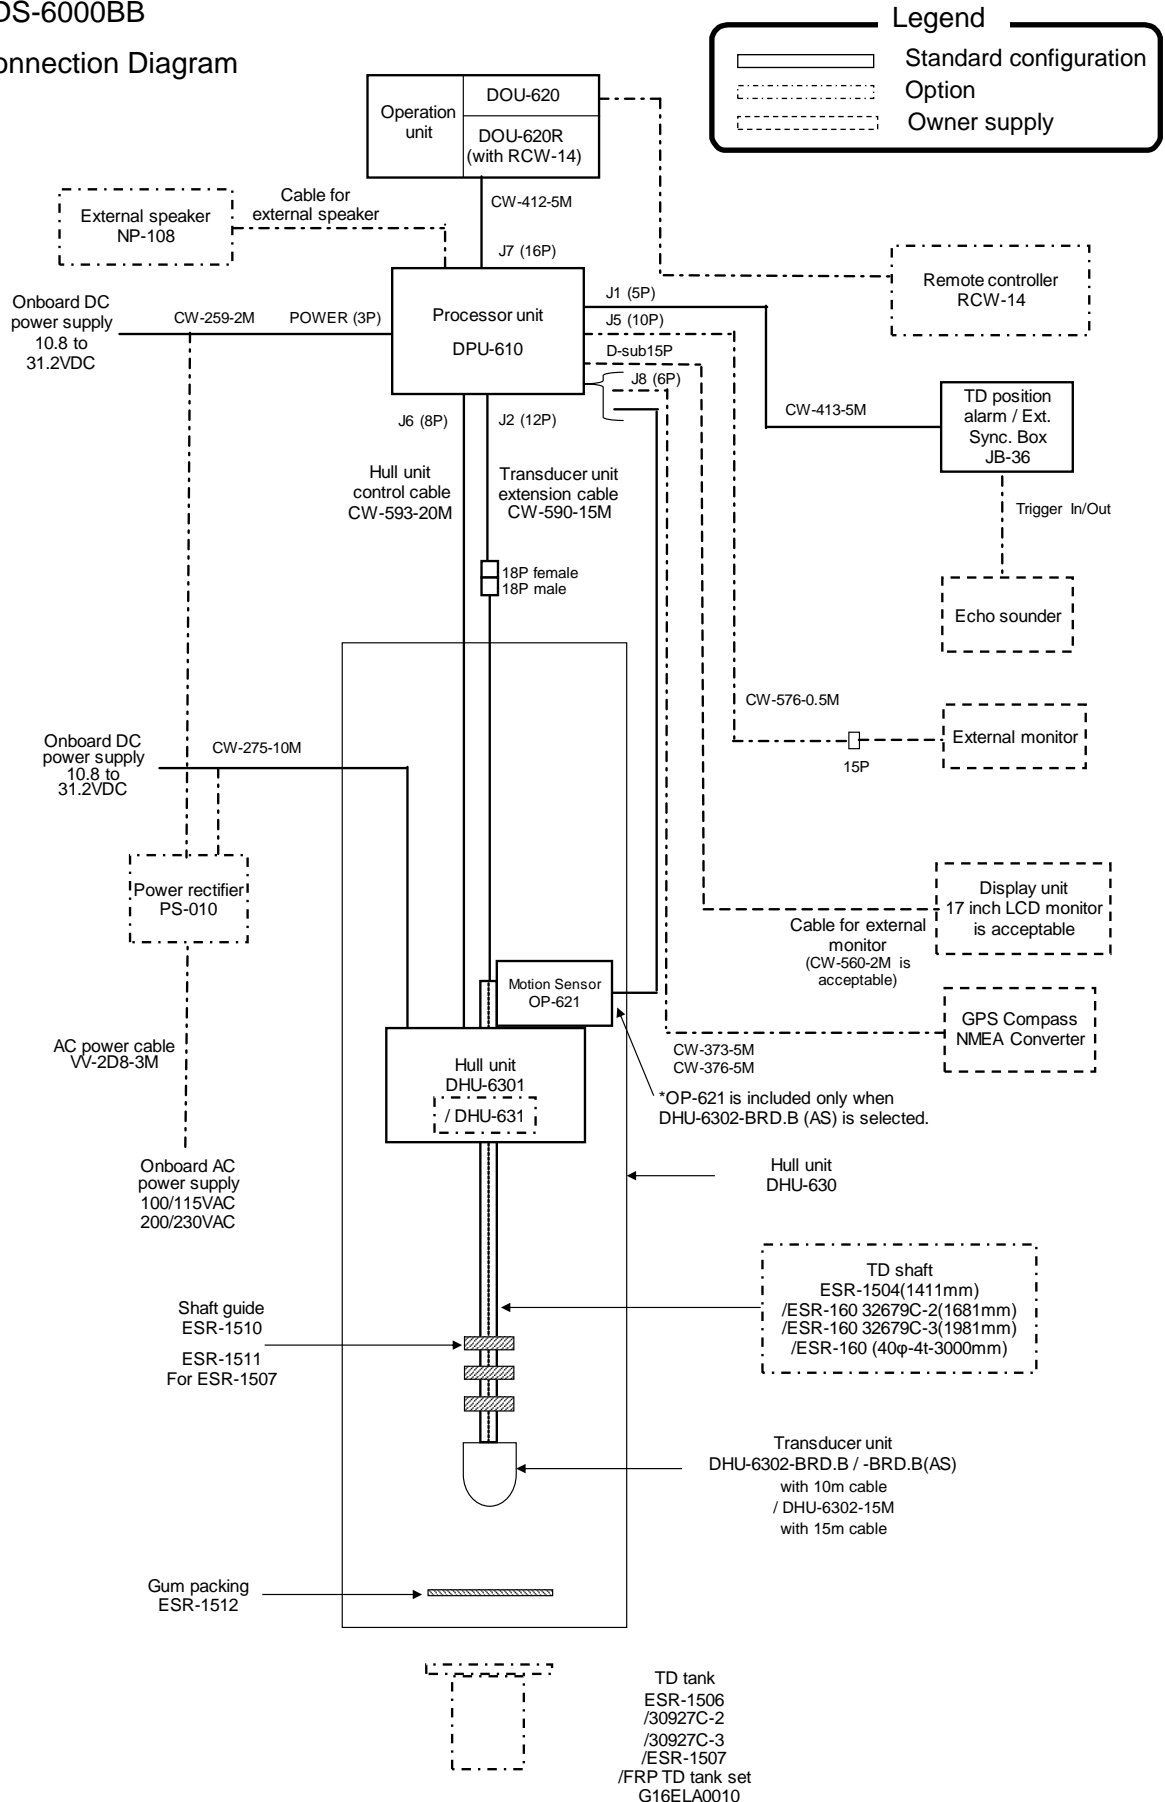 DS-6000BB
onnection Diagram
Legend
Standard configuration
Option
Owner supply
Operation
unit
DOU-620
DOU-620R
(with RCW-14)
CW-412-5M
J7 (16P)
External speaker
NP-108
Cable for
external speaker
Remote controller
RCW-14
Onboard DC
power supply
10.8 to
31.2VDC
CW-259-2M
POWER (3P)
Processor unit
DPU-610
J1 (5P)
J5 (10P)
D-sub15P
J8 (6P)
J6 (8P)
J2 (12P)
CW-413-5M
TD position
alarm / Ext.
Sync. Box
JB-36
Trigger In/Out
Echo sounder
Hull unit
control cable
CW-593-20M
Transducer unit
extension cable
CW-590-15M
18P female
18P male
CW-576-0.5M
15P
External monitor
Onboard DC
power supply
10.8 to
31.2VDC
CW-275-10M
Power rectifier
PS-010
Display unit
17 inch LCD monitor
is acceptable
Cable for external
monitor
(CW-560-2M is
acceptable)
Motion Sensor
OP-621
GPS Compass
NMEA Converter
CW-373-5M
CW-376-5M
AC power cable
VV-2D8-3M
Hull unit
DHU-6301
/ DHU-631
*OP-621 is included only when
DHU-6302-BRD.B (AS) is selected.
Onboard AC
power supply
100/115VAC
200/230VAC
Hull unit
DHU-630
TD shaft
ESR-1504(1411mm)
/ESR-160 32679C-2(1681mm)
/ESR-160 32679C-3(1981mm)
/ESR-160 (40φ-4t-3000mm)
Shaft guide
ESR-1510
ESR-1511
For ESR-1507
Transducer unit
DHU-6302-BRD.B / -BRD.B(AS)
with 10m cable
/ DHU-6302-15M
with 15m cable
Gum packing
ESR-1512
TD tank
ESR-1506
/30927C-2
/30927C-3
/ESR-1507
/FRP TD tank set
G16ELA0010